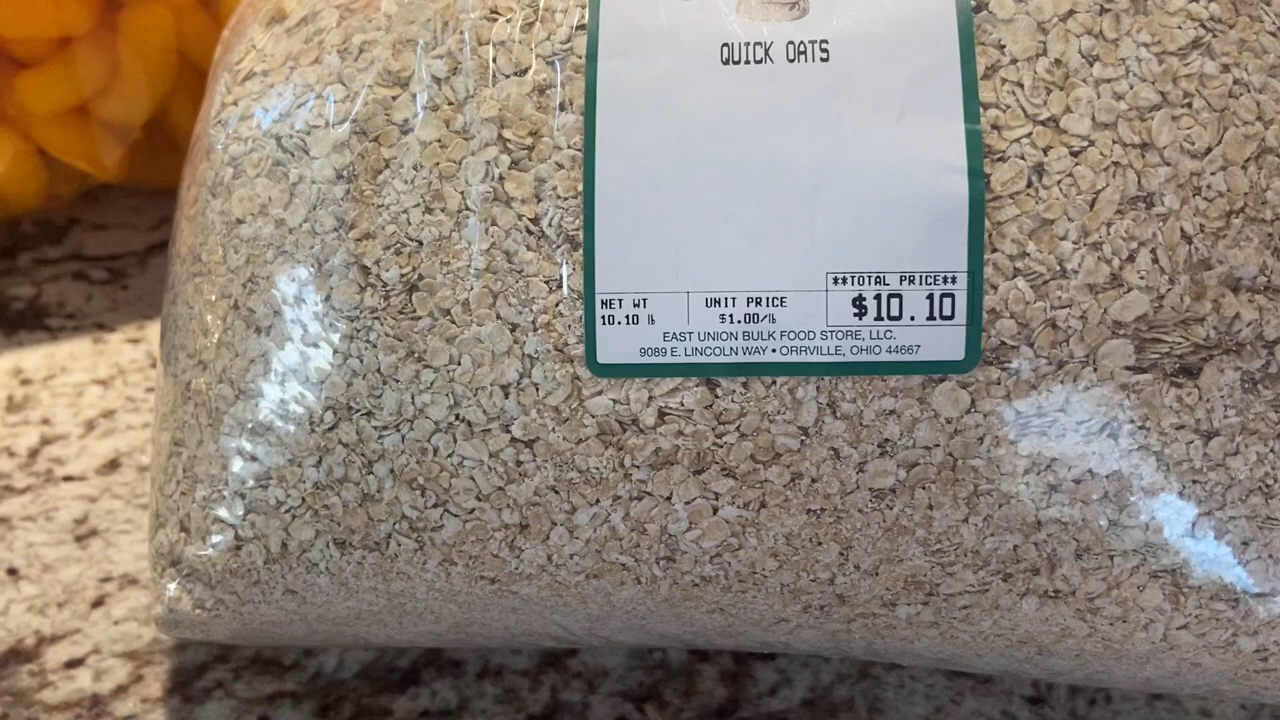 QUICK OATS
**TOTAL PRICE**
NET WT
UNIT PRICE
$10.10
10.10 lb
$1.00/lb
EAST UNION BULK FOOD STORE, LLC.
9089 E. LINCOLN WAY • ORRVILLE, OHIO 44667